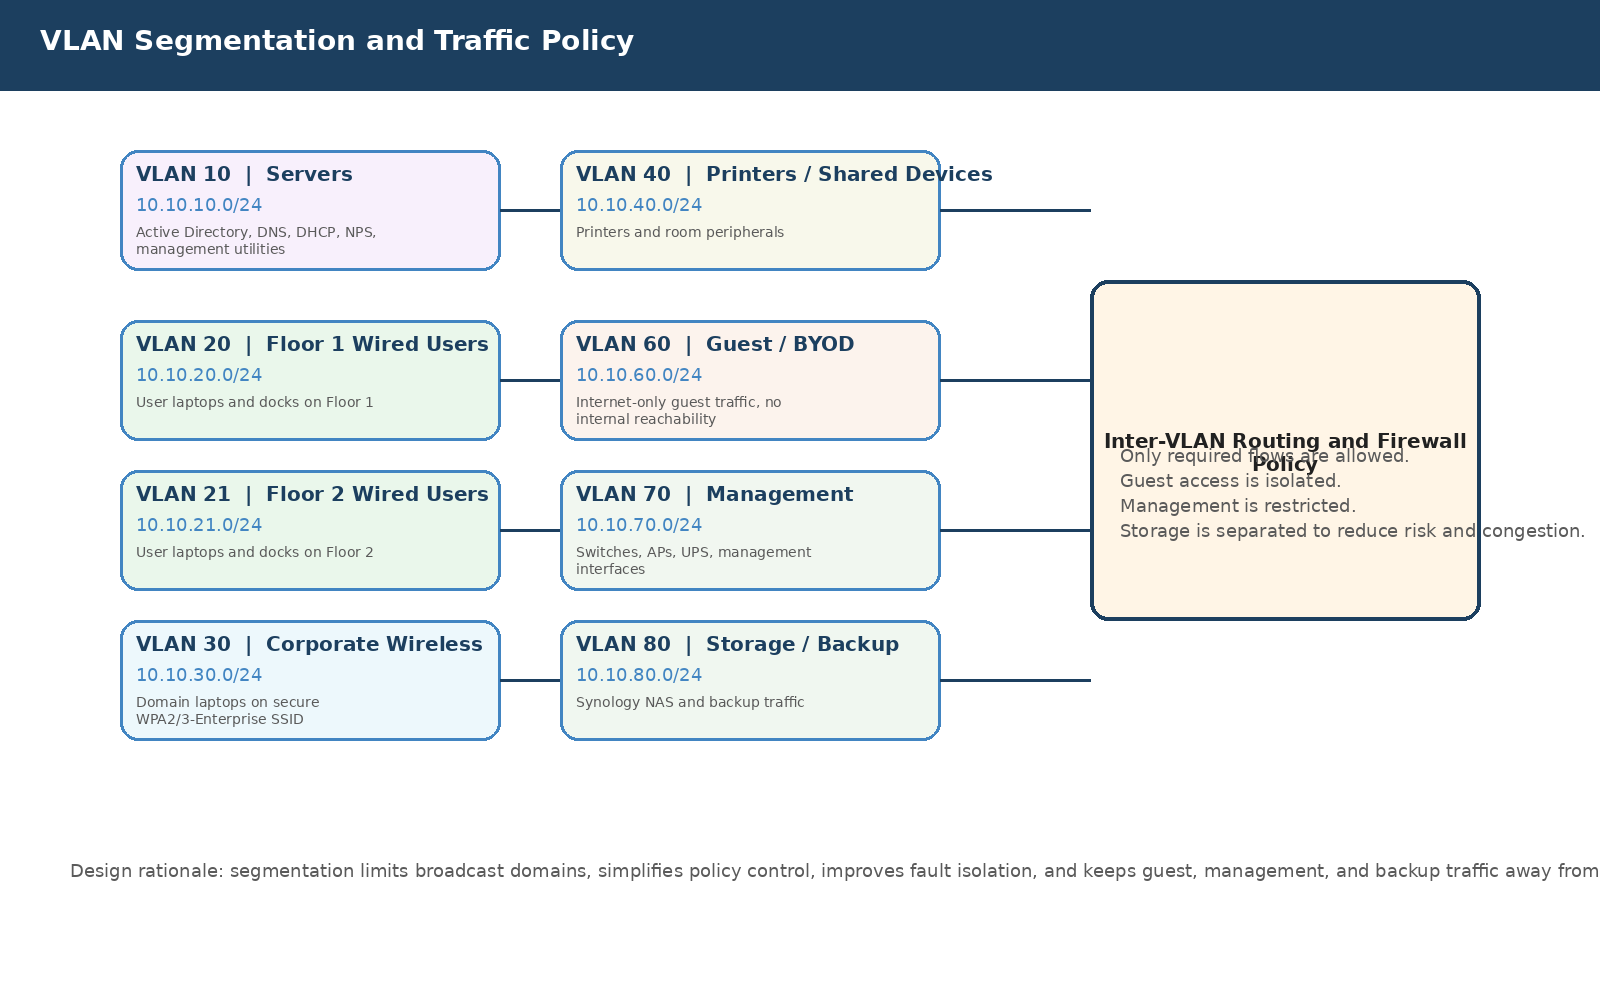 VLAN Segmentation and Traffic Policy
VLAN 10 | Servers
10.10.10.0/24
Active Directory, DNS, DHCP, NPS,
management utilities
VLAN 40 | Printers / Shared Devices
10.10.40.0/24
Printers and room peripherals
VLAN 20 | Floor 1 Wired Users
10.10.20.0/24
User laptops and docks on Floor 1
VLAN 60 | Guest / BYOD
10.10.60.0/24
Internet-only guest traffic, no
internal reachability
VLAN 21 | Floor 2 Wired Users
10.10.21.0/24
User laptops and docks on Floor 2
VLAN 70 | Management
10.10.70.0/24
Switches, APs, UPS, management
interfaces
VLAN 30 | Corporate Wireless
10.10.30.0/24
Domain laptops on secure
WPA2/3-Enterprise SSID
VLAN 80 | Storage / Backup
10.10.80.0/24
Synology NAS and backup traffic
Inter-VLAN Routing and Firewall
Policy
Only required flows are allowed.
Guest access is isolated.
Management is restricted.
Storage is separated to reduce risk and congestion.
Design rationale: segmentation limits broadcast domains, simplifies policy control, improves fault isolation, and keeps guest, management, and backup traffic away from